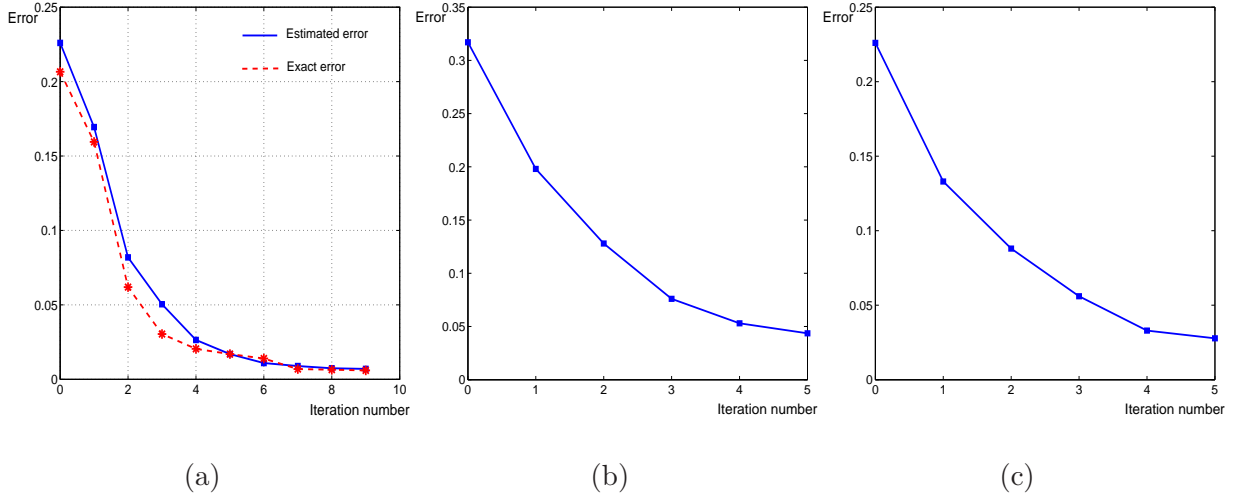 Error
0.25
0.2
0.15
0.1
0.05
0
0 2 4 6 8 10
Iteration number
Estimated error
Exact error
(a)
Error
0.35
0.3
0.25
0.2
0.15
0.1
0.05
0
0 1 2 3 4 5
Iteration number
(b)
Error
0.25
0.2
0.15
0.1
0.05
0
0 1 2 3 4 5
Iteration number
(c)